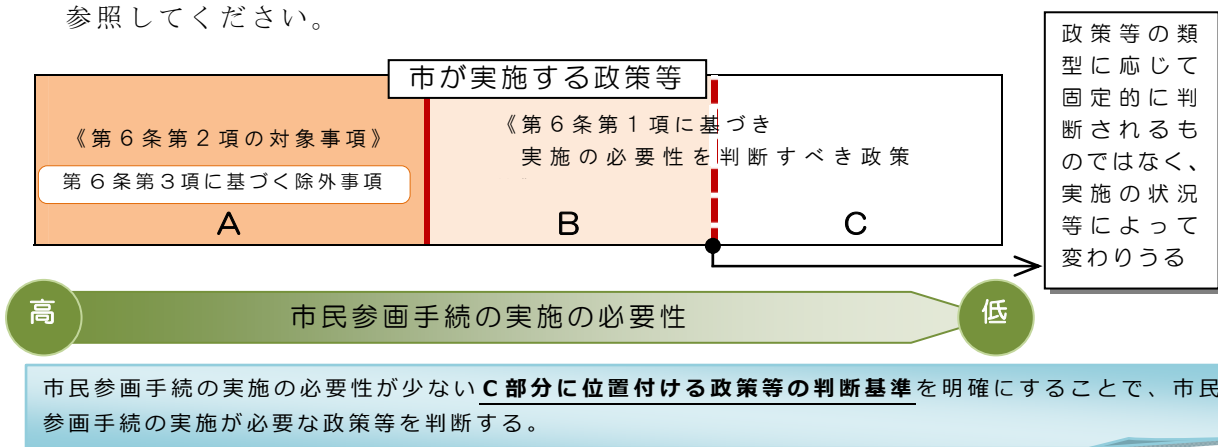 参照してください。
市が実施する政策等
《第６条第２項の対象事項》
第６条第３項に基づく除外事項
A
《第６条第１項に基づき
実施の必要性を判断すべき政策
B
C
政策等の類
型に応じて
固定的に判
断されるも
のではなく、
実施の状況
等によって
変わりうる
高
市民参画手続の実施の必要性
低
市民参画手続の実施の必要性が少ないC部分に位置付ける政策等の判断基準を明確にすることで、市民
参画手続の実施が必要な政策等を判断する。